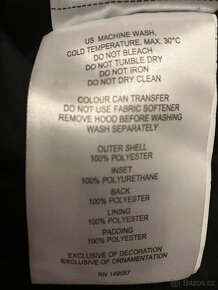 US MACHINE WASH,
COLD TEMPERATURE, MAX. 30°C
DO NOT BLEACH
DO NOT TUMBLE DRY
DO NOT IRON
DO NOT DRY CLEAN
COLOUR CAN TRANSFER
DO NOT USE FABRIC SOFTENER
REMOVE HOOD BEFORE WASHING
WASH SEPARATELY
OUTER SHELL
100% POLYESTER
INSET
100% POLYURETHANE
BACK
100% POLYESTER
LINING
100% POLYESTER
PADDING
100% POLYESTER
EXCLUSIVE OF DECORATION
EXCLUSIVE OF ORNAMENTATION
RN 149557
bazos.cz